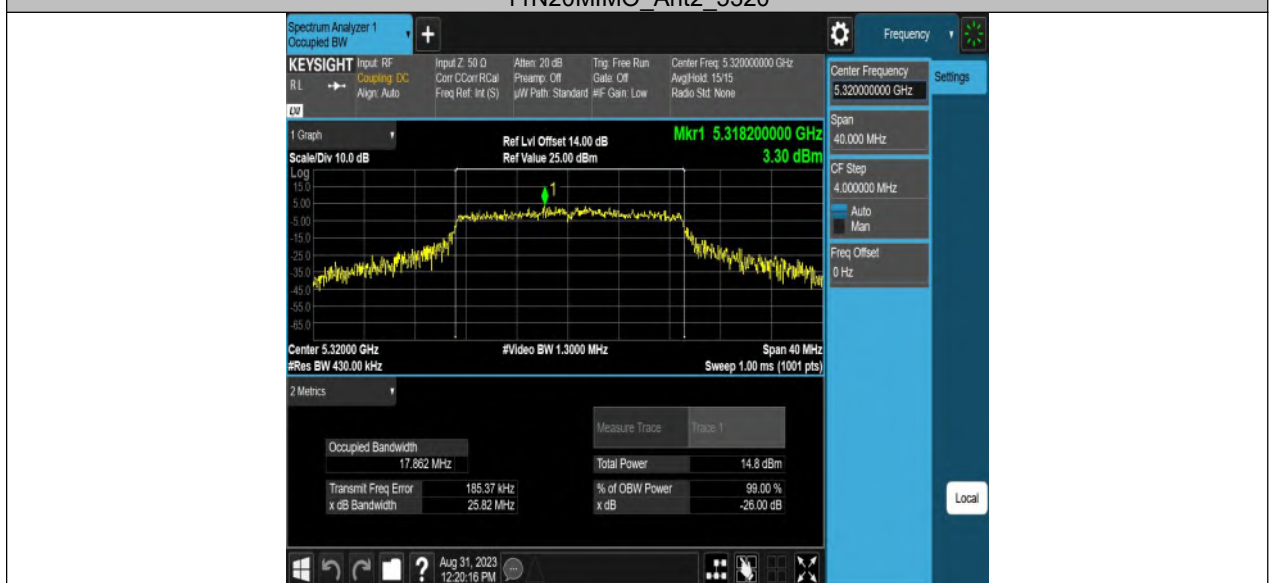 11N20MIMO_Ant2_5320
Spectrum Analyzer 1
Occupied BW
+
Frequency
KEYSIGHT Input: RF Input Z: 50 Ω Atten: 20 dB Trig: Free Run Center Freq: 5.320000000 GHz
RL Coupling: DC Corr CCorr RCal Preamp: Off Gate: Off Avg|Hold: 15/15
Align: Auto Freq Ref: Int (S) µW Path: Standard #IF Gain: Low Radio Std: None
LXI
Center Frequency
5.320000000 GHz
Settings
Span
40.000 MHz
CF Step
4.000000 MHz
Auto
Man
Freq Offset
0 Hz
Local
1 Graph
Ref Lvl Offset 14.00 dB Mkr1 5.318200000 GHz
Scale/Div 10.0 dB Ref Value 25.00 dBm 3.30 dBm
Log
15.0
1
5.00
-5.00
-15.0
-25.0
-35.0
-45.0
-55.0
-65.0
Center 5.32000 GHz #Video BW 1.3000 MHz Span 40 MHz
#Res BW 430.00 kHz Sweep 1.00 ms (1001 pts)
2 Metrics
Measure Trace Trace 1
Occupied Bandwidth
17.862 MHz
Total Power 14.8 dBm
Transmit Freq Error 185.37 kHz % of OBW Power 99.00 %
x dB Bandwidth 25.82 MHz x dB -26.00 dB
? Aug 31, 2023
12:20:16 PM